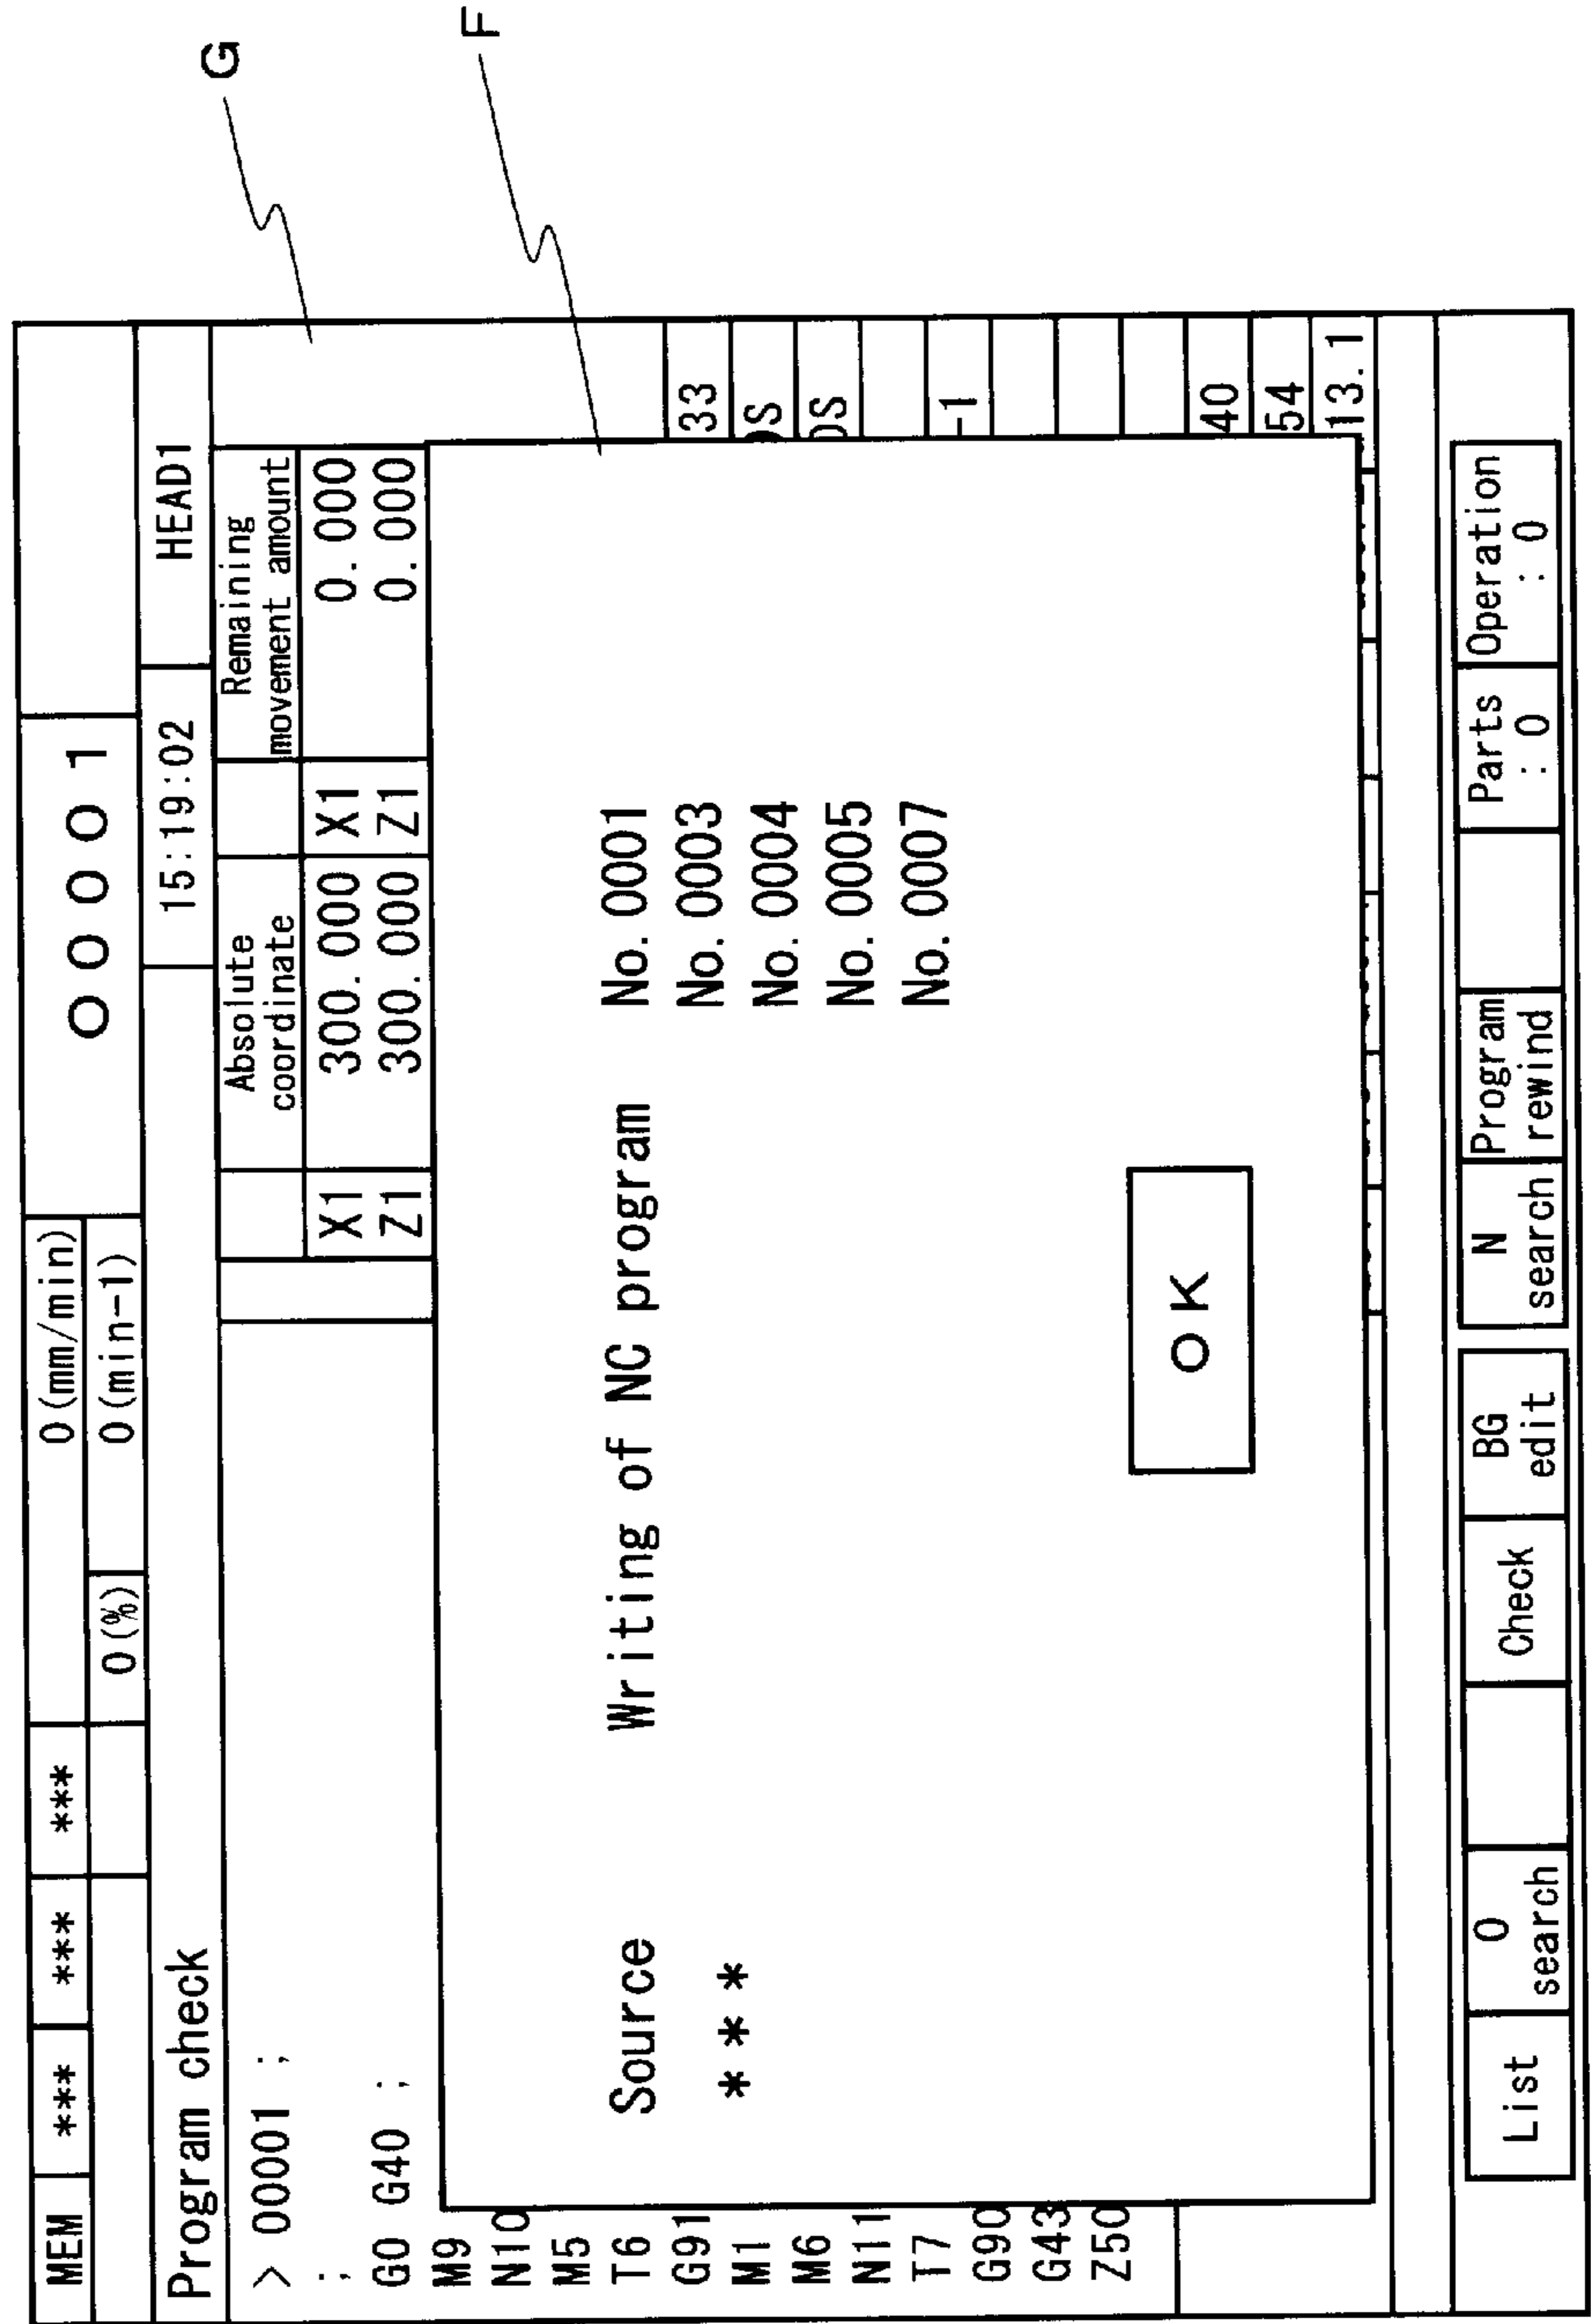 G
F
MEM *** *** *** 0(mm/min) 00001
0(%) 0(min-1)
15:19:02 HEAD1
Program check
Absolute coordinate Remaining movement amount
X1 300.000 X1 0.000
Z1 300.000 Z1 0.000
> 00001 ;
;
G0 G40 ;
M9
N10
M5
T6
G91
M1
M6
N11
T7
G90
G43
Z50
33
-1
40
54
13.1
Source Writing of NC program No.0001
*** No.0003
No.0004
No.0005
No.0007
OK
List
O search
Check
BG edit
N search
Program rewind
Parts :0
Operation :0